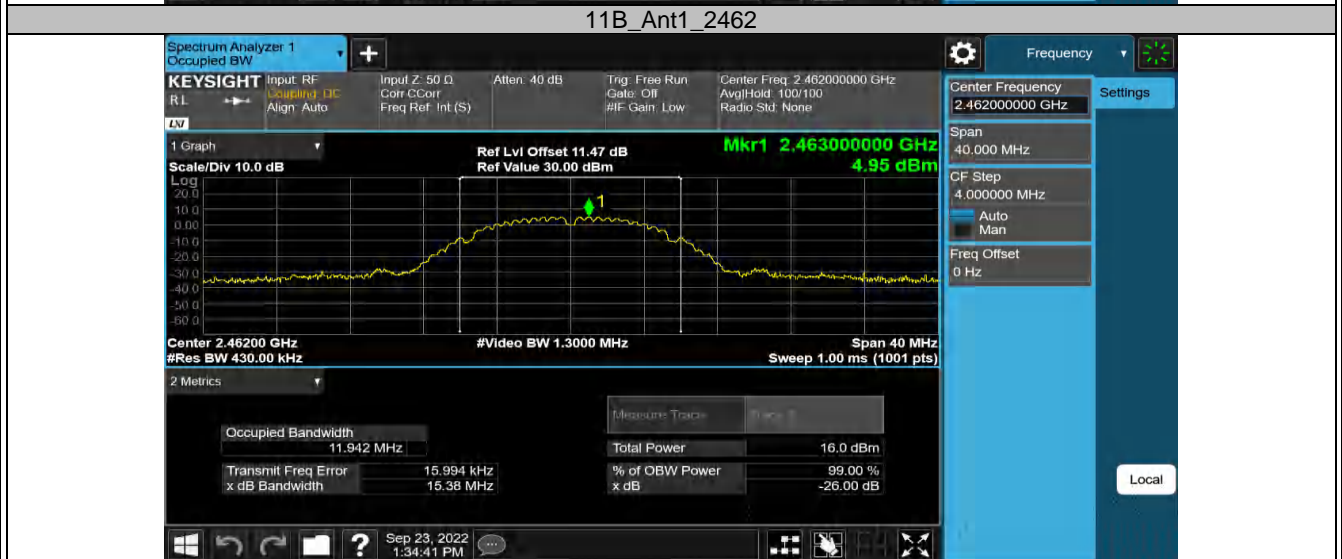 11B_Ant1_2462
Spectrum Analyzer 1
Occupied BW
Frequency
KEYSIGHT
RL
LXI
Input: RF
Coupling: DC
Align: Auto
Input Z: 50 Ω
Corr CCorr
Freq Ref: Int (S)
Atten: 40 dB
Trig: Free Run
Gate: Off
#IF Gain: Low
Center Freq: 2.462000000 GHz
Avg|Hold: 100/100
Radio Std: None
Center Frequency
2.462000000 GHz
Settings
Span
40.000 MHz
CF Step
4.000000 MHz
Auto
Man
Freq Offset
0 Hz
Local
1 Graph
Scale/Div 10.0 dB
Ref Lvl Offset 11.47 dB
Ref Value 30.00 dBm
Mkr1 2.463000000 GHz
4.95 dBm
Log
20.0
10.0
0.00
-10.0
-20.0
-30.0
-40.0
-50.0
-60.0
1
Center 2.46200 GHz
#Res BW 430.00 kHz
#Video BW 1.3000 MHz
Span 40 MHz
Sweep 1.00 ms (1001 pts)
2 Metrics
Measure Trace
Occupied Bandwidth
11.942 MHz
Total Power 16.0 dBm
Transmit Freq Error 15.994 kHz
% of OBW Power 99.00 %
x dB Bandwidth 15.38 MHz
x dB -26.00 dB
Sep 23, 2022
1:34:41 PM